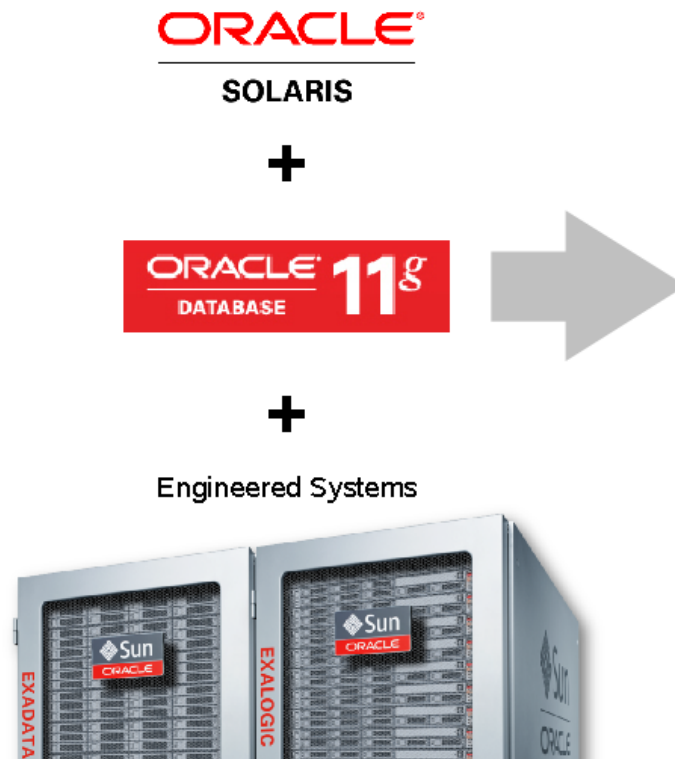 ORACLE®
SOLARIS
+
ORACLE® 11g
DATABASE
+
Engineered Systems
Sun
ORACLE
Sun
ORACLE
EXADATA
EXALOGIC
Sun
ORACLE